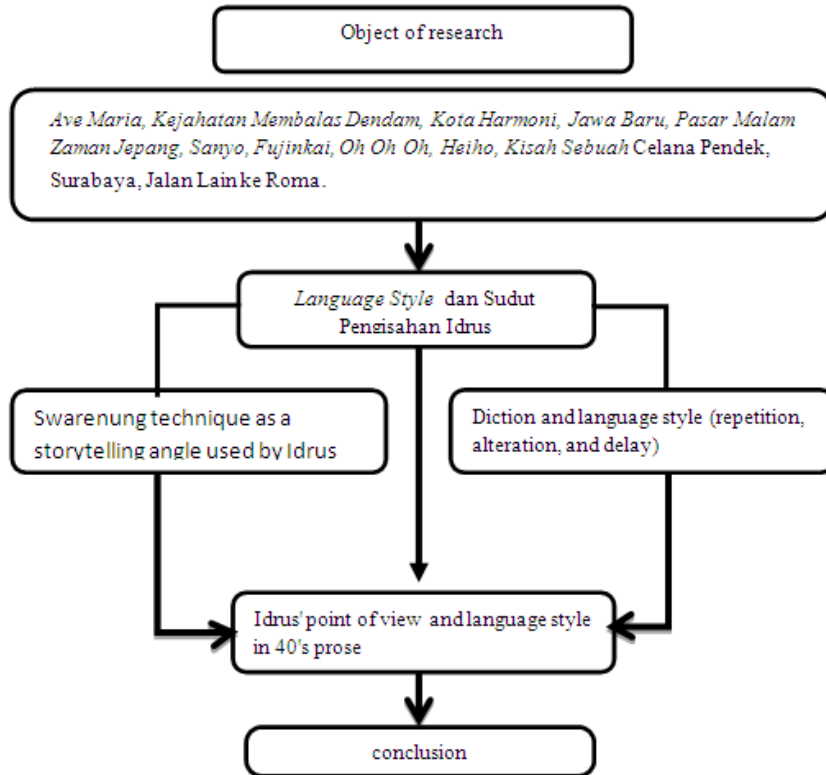 Object of research
Ave Maria, Kejahatan Membalas Dendam, Kota Harmoni, Jawa Baru, Pasar Malam
Zaman Jepang, Sanyo, Fujinkai, Oh Oh Oh, Heiho, Kisah Sebuah Celana Pendek,
Surabaya, Jalan Lain ke Roma.
Language Style dan Sudut
Pengisahan Idrus
Swarenung technique as a
storytelling angle used by Idrus
Diction and language style (repetition,
alteration, and delay)
Idrus' point of view and language style
in 40's prose
conclusion